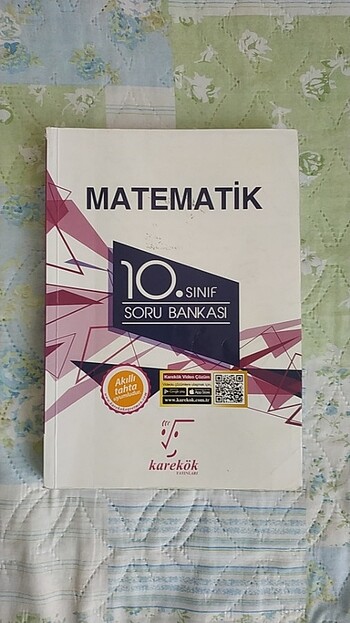 MATEMATİK
10. SINIF
SORU BANKASI
Akıllı
tahta
uyumludur.
Karekök Video Çözüm
www.karekok.com.tr
karekök
YAYINLARI